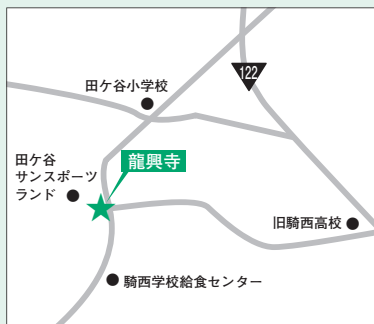 122
田ケ谷小学校
龍興寺
田ケ谷
サンスポーツ
ランド
旧騎西高校
騎西学校給食センター